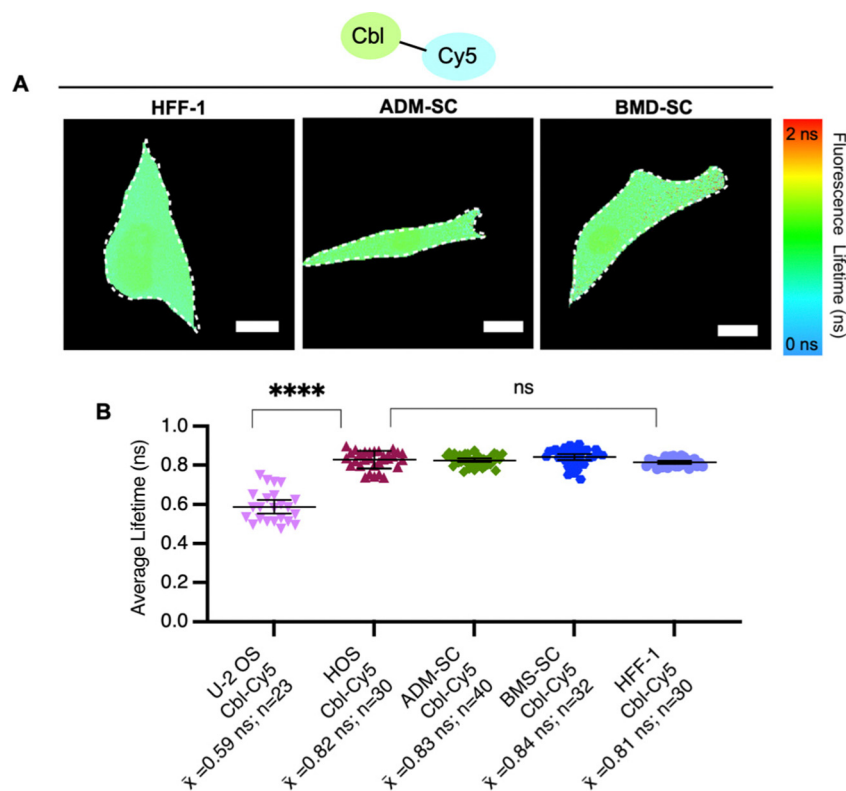 Cbl
Cy5
A
HFF-1
ADM-SC
BMD-SC
2 ns
0 ns
Fluorescence Lifetime (ns)
B
****
ns
Average Lifetime (ns)
1.0
0.8
0.6
0.4
0.2
0.0
U-2 OS
Cbl-Cy5
x̄ =0.59 ns; n=23
HOS
Cbl-Cy5
x̄ =0.82 ns; n=30
ADM-SC
Cbl-Cy5
x̄ =0.83 ns; n=40
BMS-SC
Cbl-Cy5
x̄ =0.84 ns; n=32
HFF-1
Cbl-Cy5
x̄ =0.81 ns; n=30